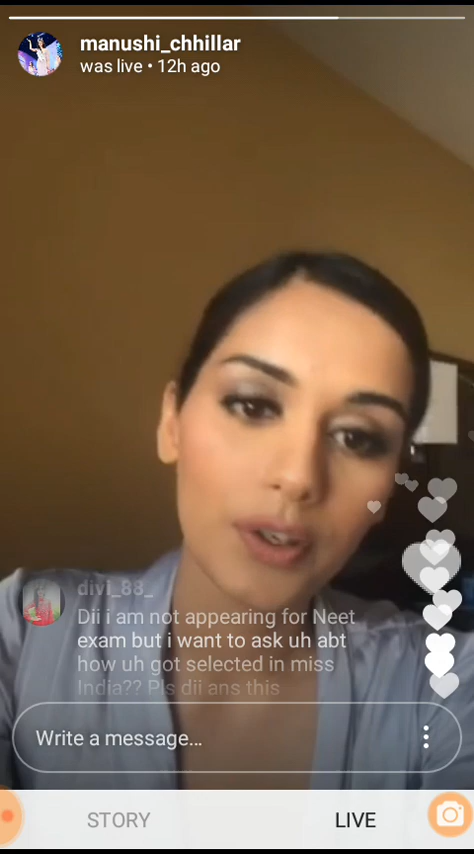 manushi_chhillar
was live • 12h ago
divi_83_
Dii i am not appearing for Neet
exam but i want to ask uh abt
how uh got selected in miss
India?? Pls dii ans this
Write a message...
STORY
LIVE